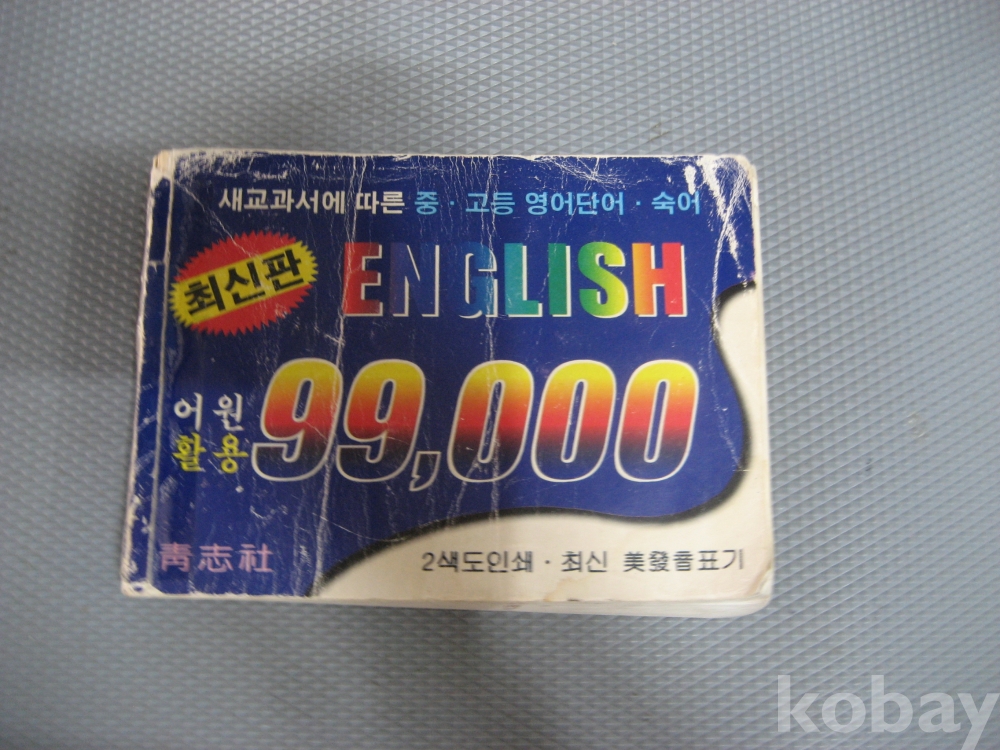 새교과서에 따른 중·고등 영어단어·숙어
최신판
ENGLISH
어원
활용
99,000
靑志社
2색도인쇄·최신 美發音표기
kobay